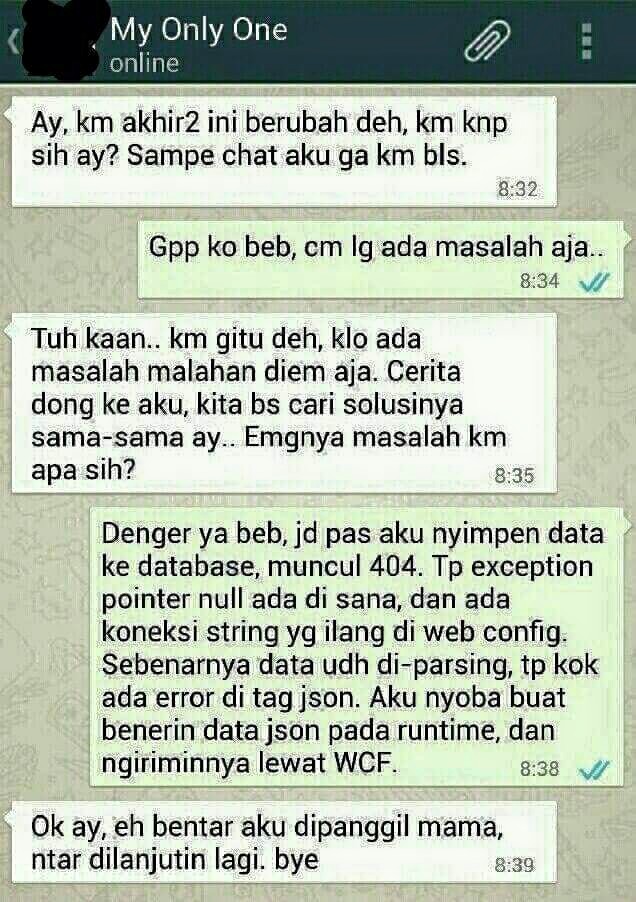 My Only One
online
Ay, km akhir2 ini berubah deh, km knp
sih ay? Sampe chat aku ga km bls.
8:32
Gpp ko beb, cm lg ada masalah aja..
8:34
Tuh kaan.. km gitu deh, klo ada
masalah malahan diem aja. Cerita
dong ke aku, kita bs cari solusinya
sama-sama ay.. Emgnya masalah km
apa sih?
8:35
Denger ya beb, jd pas aku nyimpen data
ke database, muncul 404. Tp exception
pointer null ada di sana, dan ada
koneksi string yg ilang di web config.
Sebenarnya data udh di-parsing, tp kok
ada error di tag json. Aku nyoba buat
benerin data json pada runtime, dan
ngiriminnya lewat WCF.
8:38
Ok ay, eh bentar aku dipanggil mama,
ntar dilanjutin lagi. bye
8:39